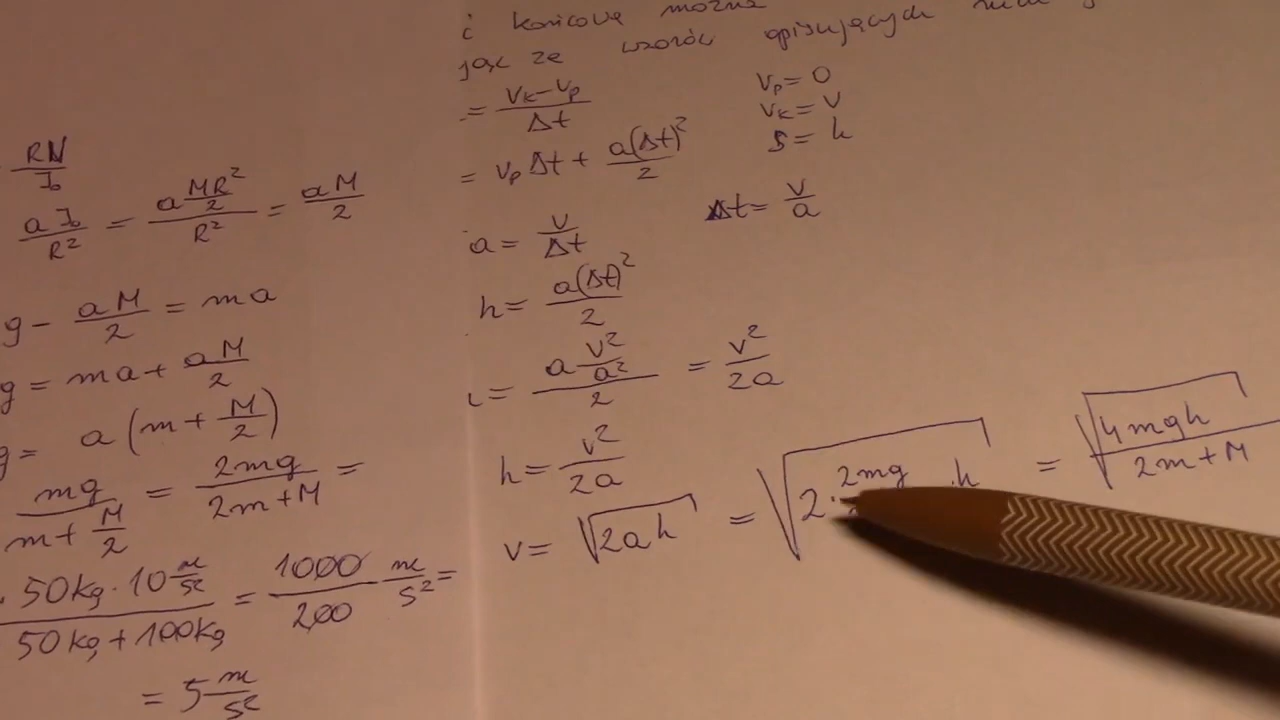 RN/I₀
aI₀/R² = a(MR²/2)/R² = aM/2
g - aM/2 = ma
g = ma + aM/2
g = a(m + M/2)
mg/(m + M/2) = 2mg/(2m + M) =
50kg · 10 m/s² / (50kg + 100kg) = 1000/200 m/s² =
= 5 m/s²
i końcową można
jąc ze wzorów opisujących
= (vₖ - vₚ)/Δt vₚ = 0
vₖ = v
= vₚΔt + a(Δt)²/2 s = h
a = v/Δt Δt = v/a
h = a(Δt)²/2
= a(v²/a²)/2 = v²/2a
h = v²/2a
v = √(2ah) = √(2 · 2mg · h) = √(4mgh/(2m + M))